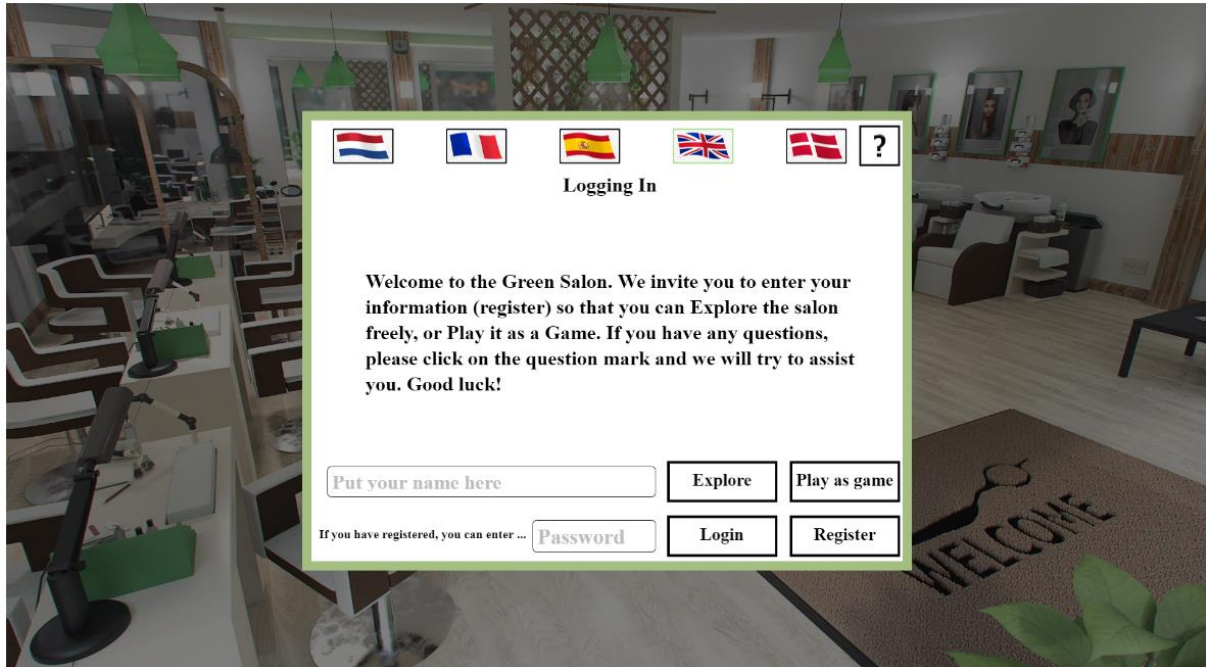 ?
Logging In
Welcome to the Green Salon. We invite you to enter your
information (register) so that you can Explore the salon
freely, or Play it as a Game. If you have any questions,
please click on the question mark and we will try to assist
you. Good luck!
Put your name here
Explore
Play as game
If you have registered, you can enter ...
Password
Login
Register
WELCOME